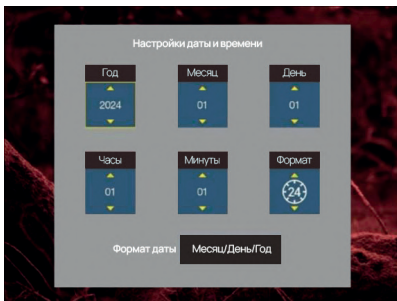 Настройки даты и времени
Год Месяц День
2024 01 01
Часы Минуты Формат
01 01 24
Формат даты Месяц/День/Год